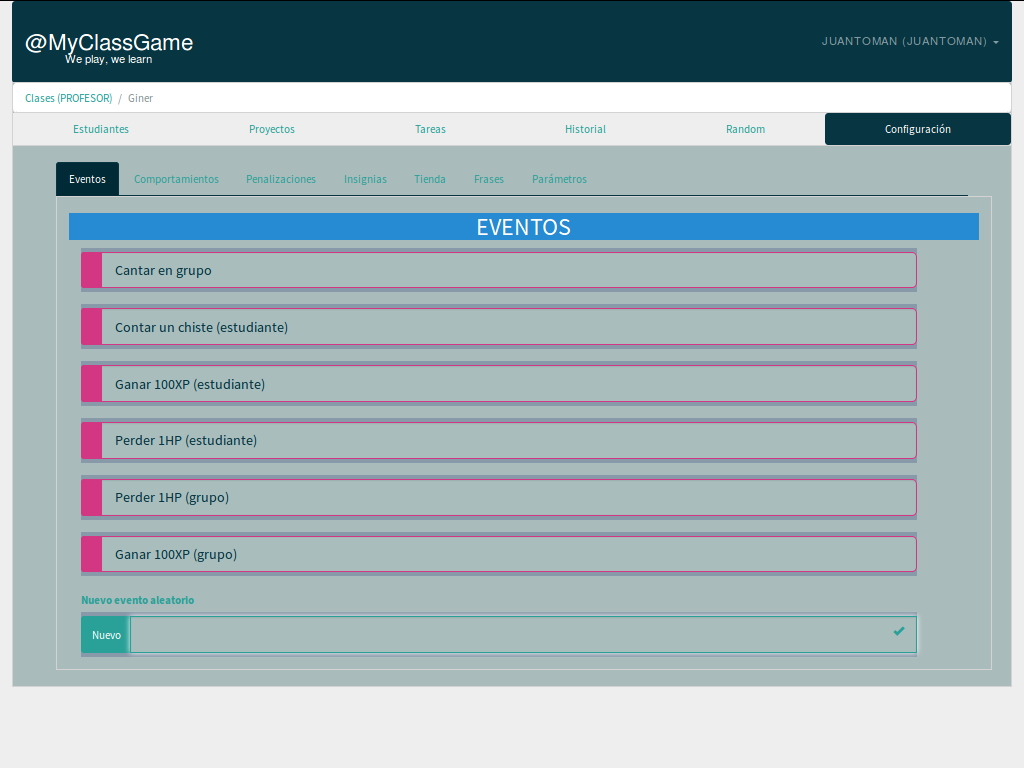 @MyClassGame
We play, we learn
JUANTOMAN (JUANTOMAN)
Clases (PROFESOR) / Giner
Estudiantes Proyectos Tareas Historial Random Configuración
Eventos Comportamientos Penalizaciones Insignias Tienda Frases Parámetros
EVENTOS
Cantar en grupo
Contar un chiste (estudiante)
Ganar 100XP (estudiante)
Perder 1HP (estudiante)
Perder 1HP (grupo)
Ganar 100XP (grupo)
Nuevo evento aleatorio
Nuevo